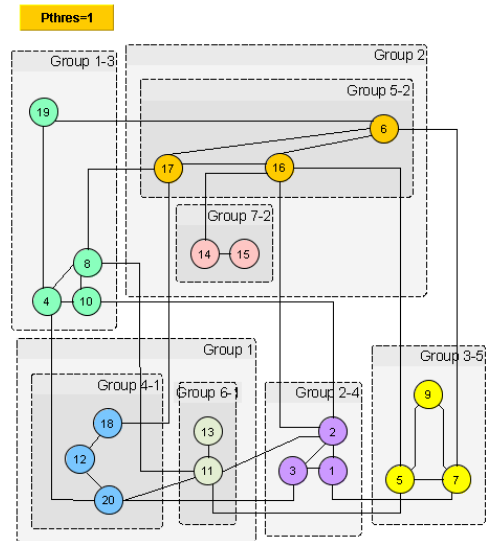 Pthres=1
Group 2
Group 1-3
Group 5-2
19
6
17
16
Group 7-2
14
15
8
4
10
Group 1
Group 3-5
Group 4-1
Group 6-1
Group 2-4
9
18
13
2
12
11
3
1
5
7
20